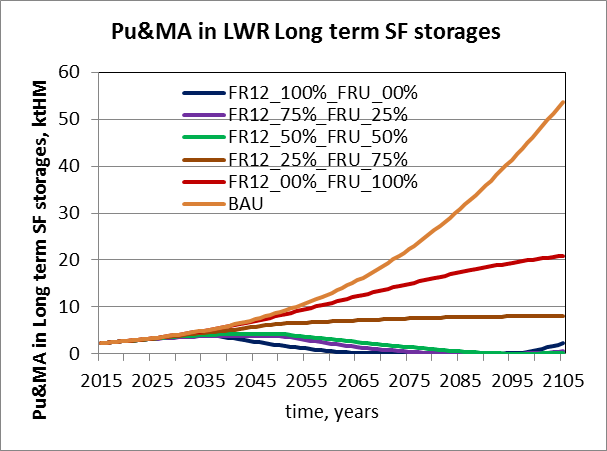 Pu&MA in LWR Long term SF storages
Pu&MA in Long term SF storages, ktHM
60
50
40
30
20
10
0
FR12_100%_FRU_00%
FR12_75%_FRU_25%
FR12_50%_FRU_50%
FR12_25%_FRU_75%
FR12_00%_FRU_100%
BAU
2015 2025 2035 2045 2055 2065 2075 2085 2095 2105
time, years